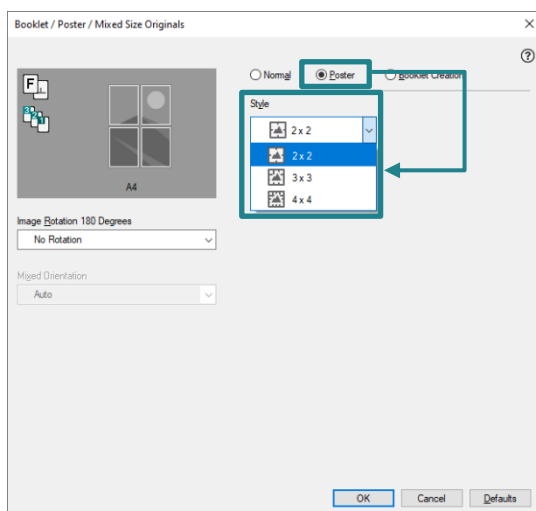 Booklet / Poster / Mixed Size Originals
Normal Poster Booklet Creation
Style
2 x 2
2 x 2
3 x 3
4 x 4
A4
Image Rotation 180 Degrees
No Rotation
Mixed Orientation
Auto
OK Cancel Defaults